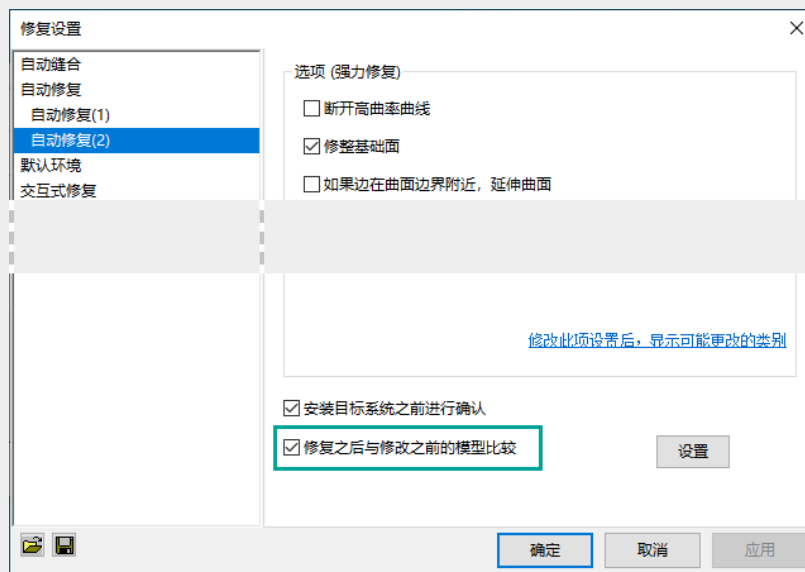 修复设置
自动缝合
自动修复
自动修复(1)
自动修复(2)
默认环境
交互式修复
选项 (强力修复)
断开高曲率曲线
修整基础面
如果边在曲面边界附近，延伸曲面
修改此项设置后，显示可能更改的类别
安装目标系统之前进行确认
修复之后与修改之前的模型比较
设置
确定
取消
应用